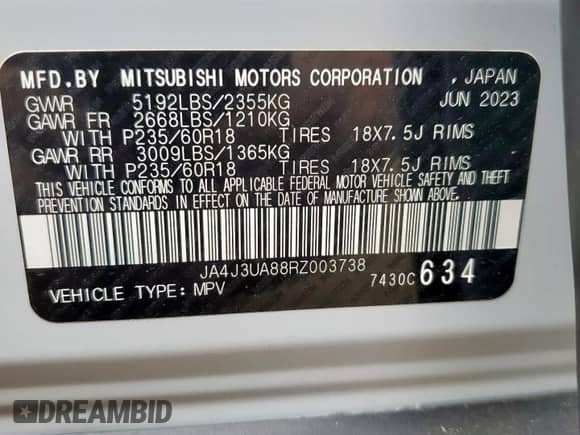 MFD.BY MITSUBISHI MOTORS CORPORATION , JAPAN
GVWR 5192LBS/2355KG JUN 2023
GAWR FR 2668LBS/1210KG
WITH P235/60R18 TIRES 18X7.5J RIMS
GAWR RR 3009LBS/1365KG
WITH P235/60R18 TIRES 18X7.5J RIMS
THIS VEHICLE CONFORMS TO ALL APPLICABLE FEDERAL MOTOR VEHICLE SAFETY AND THEFT
PREVENTION STANDARDS IN EFFECT ON THE DATE OF MANUFACTURE SHOWN ABOVE.
JA4J3UA88RZ003738
VEHICLE TYPE: MPV 7430C 634
DREAMBID